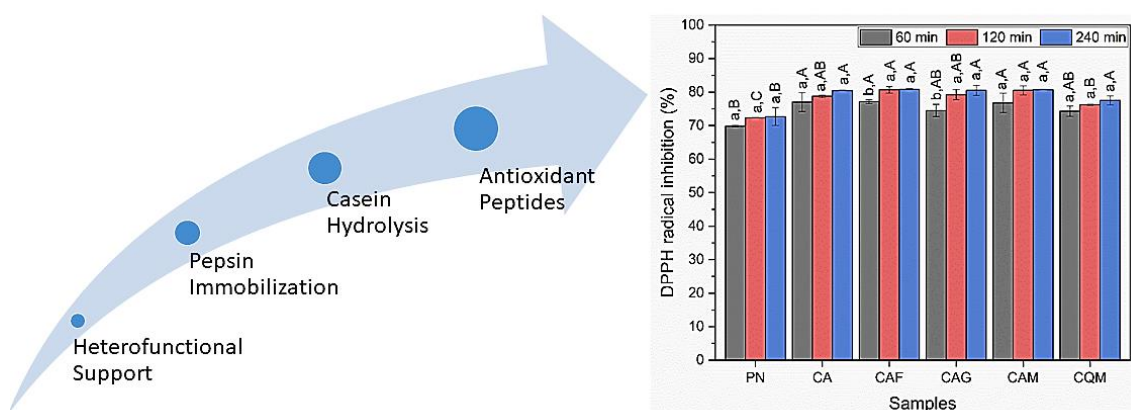 Heterofunctional
Support
Pepsin
Immobilization
Casein
Hydrolysis
Antioxidant
Peptides
60 min 120 min 240 min
DPPH radical inhibition (%)
100
90
80
70
60
50
40
30
20
10
0
a,B a,C a,B a,A a,AB a,A b,A a,A a,A b,AB a,AB a,A a,A a,A a,A a,AB a,B a,A
PN CA CAF CAG CAM CQM
Samples